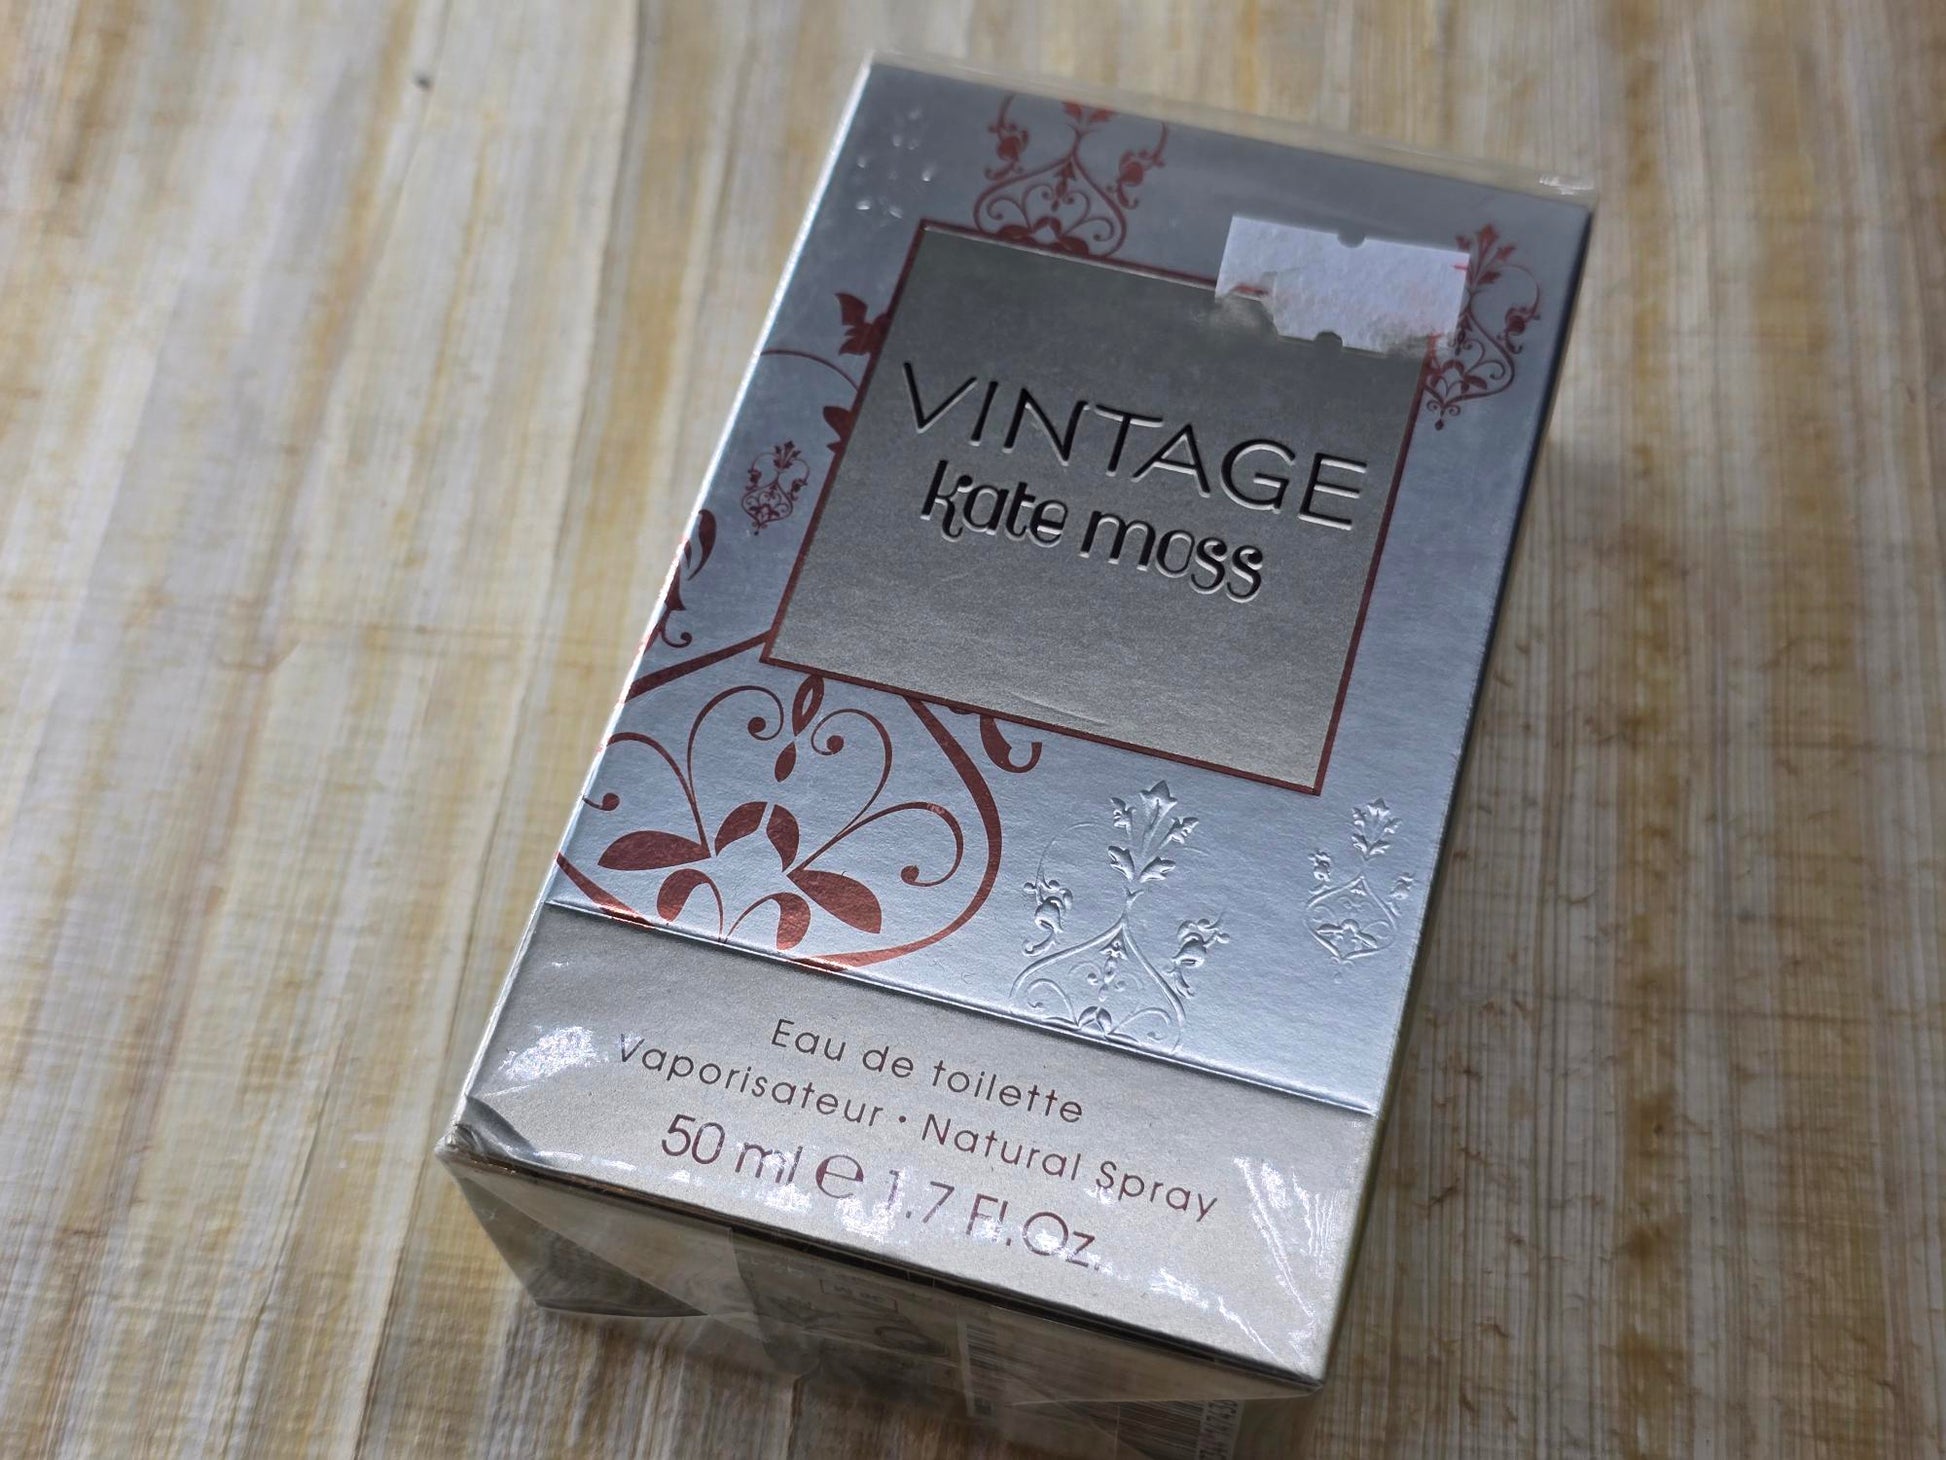 VINTAGE
kate moss
Eau de toilette
Vaporisateur • Natural Spray
50 ml ℮ 1.7 Fl.Oz.